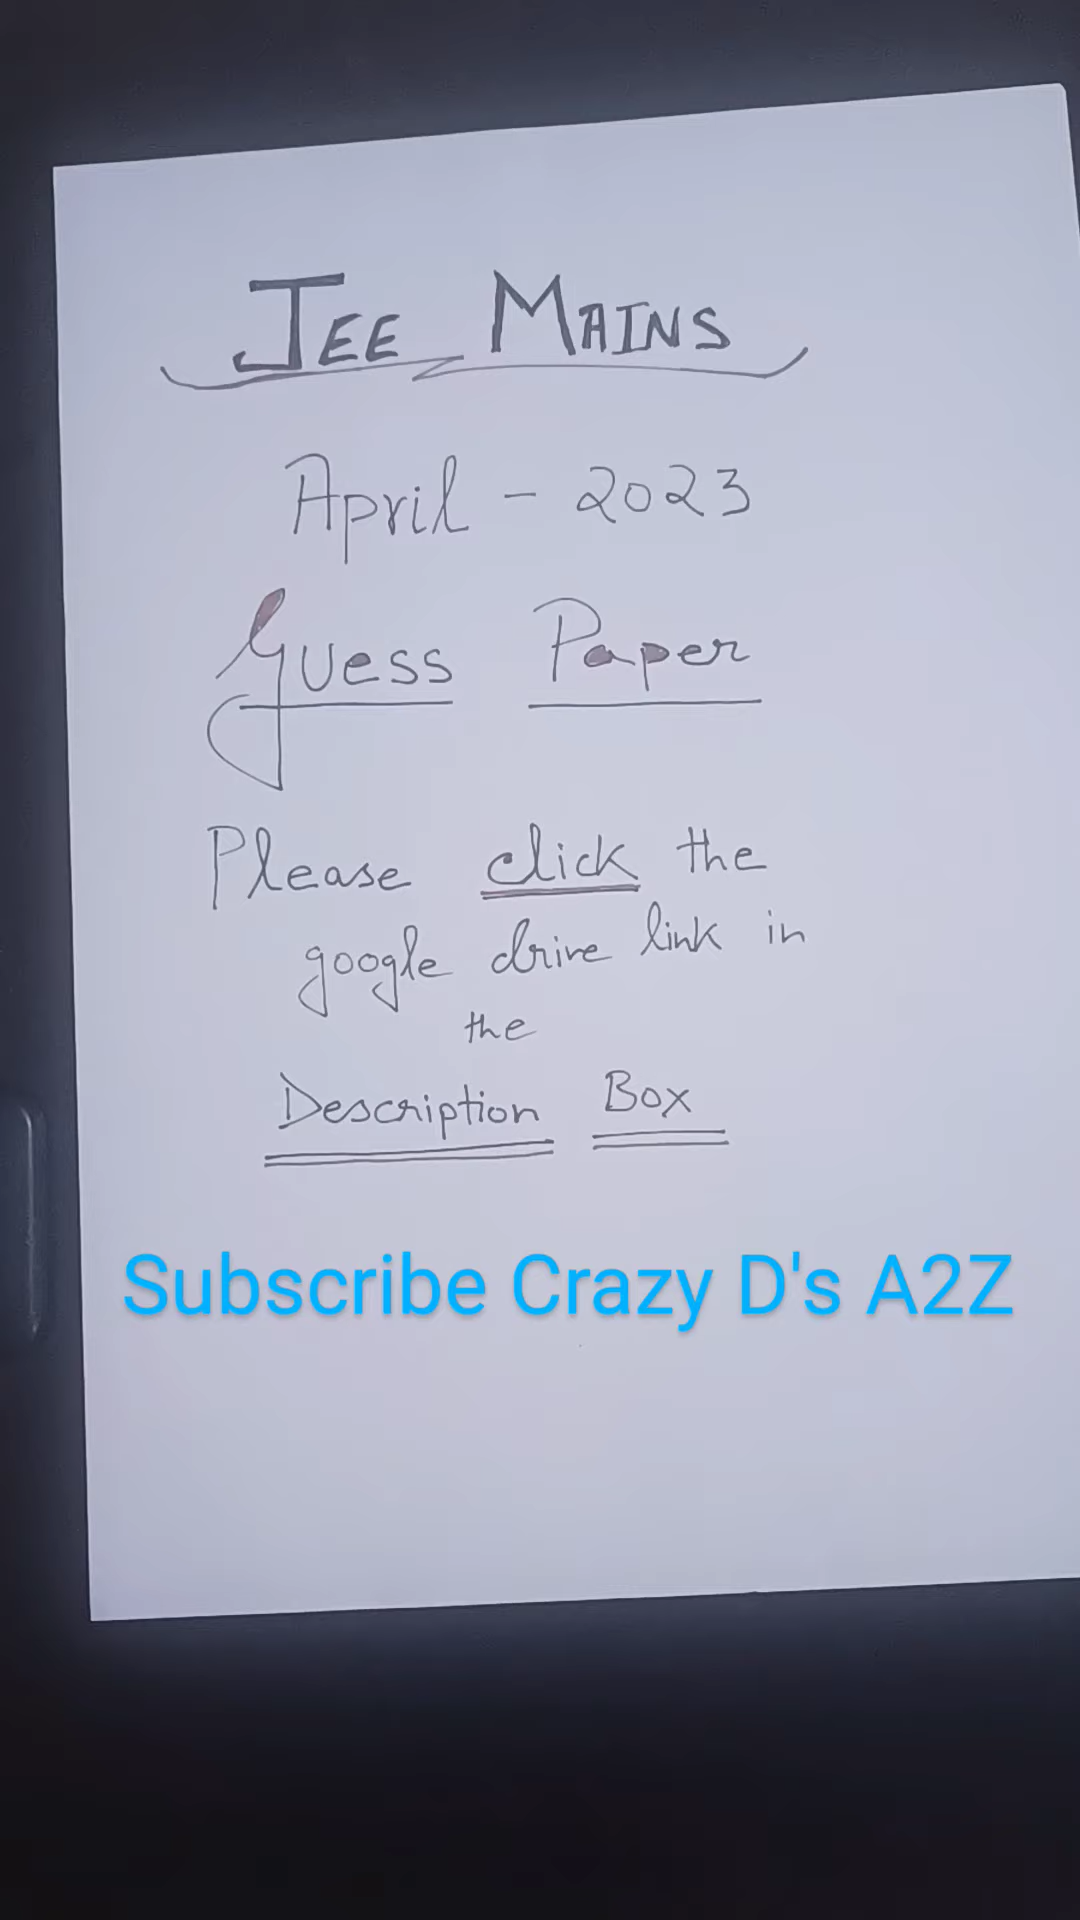 JEE MAINS
April - 2023
Guess Paper
Please click the
google drive link in
the
Description Box
Subscribe Crazy D's A2Z